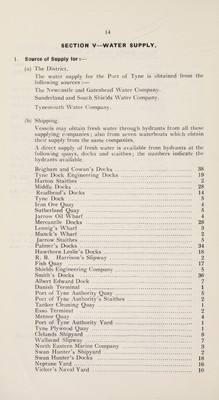 14
SECTION V—WATER SUPPLY.
1. Source of Supply for :—
(a) The District.
The water supply for the Port of Tyne is obtained from the
following sources :—
The Newcastle and Gateshead Water Company.
Sunderland and South Shields Water Company.
Tynemouth Water Company.
(b) Shipping.
Vessels may obtain fresh water through hydrants from all these
supplying companies; also from seven waterboats which obtain
their supply from the same companies.
A direct supply of fresh water is available from hydrants at the
following quays, docks and staithes; the numbers indicate the
hydrants available.
Brigham and Cowan's Docks 38
Tyne Dock Engineering Docks 19
Harton Staithes 2
Middle Docks 28
Readhead's Docks 14
Tyne Dock 5
Iron Ore Quay 4
Sutherland Quay 5
Jarrow Oil Wharf 4
Mercantile Docks 28
Lennig's Wharf 3
Munck's Wharf 3
Jarrow Staithes 5
Palmer's Docks 34
Hawthorn Leslie's Docks 18
R. B. Harrison's Slipway 2
Fish Quay 17
Shields Engineering Company 5
Smith's Docks 36
Albert Edward Dock 7
Danish Terminal 1
Port of Tyne Authority Quay 5
Port of Tyne Authority's Staithes 2
Tanker Cleaning Quay 1
Esso Terminal 2
Meteor Quay 4
Port of Tyne Authority Yard 1
Tyne Plywood Quay 1
Clelands Shipyard 8
Wallsend Slipway 7
North Eastern Marine Company 3
Swan Hunter's Shipyard 2
Swan Hunter's Docks 18
Neptune Yard 16
Vicker's Naval Yard 10